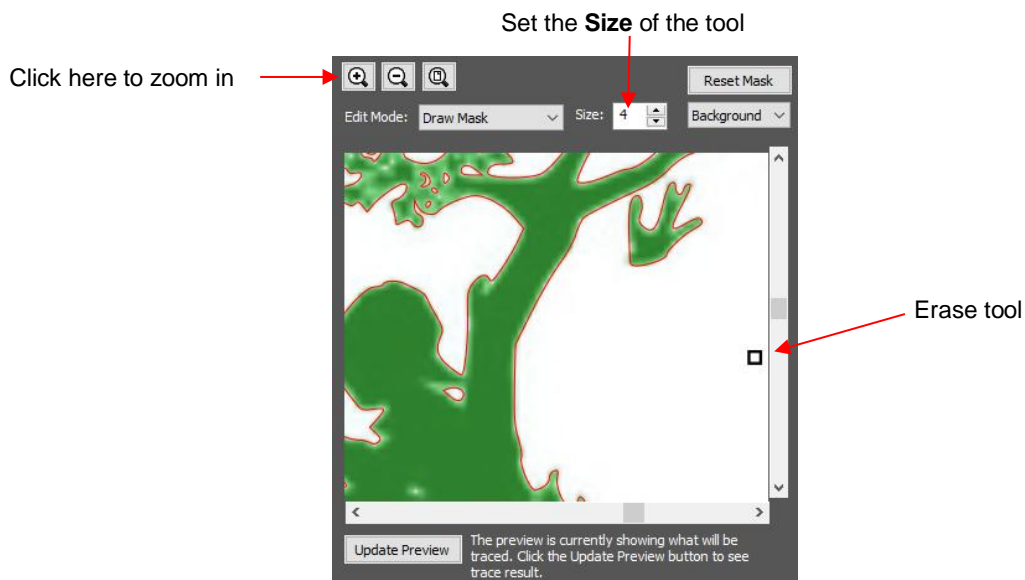 Set the Size of the tool
Click here to zoom in
Reset Mask
Edit Mode: Draw Mask Size: 4 Background
Erase tool
Update Preview
The preview is currently showing what will be
traced. Click the Update Preview button to see
trace result.